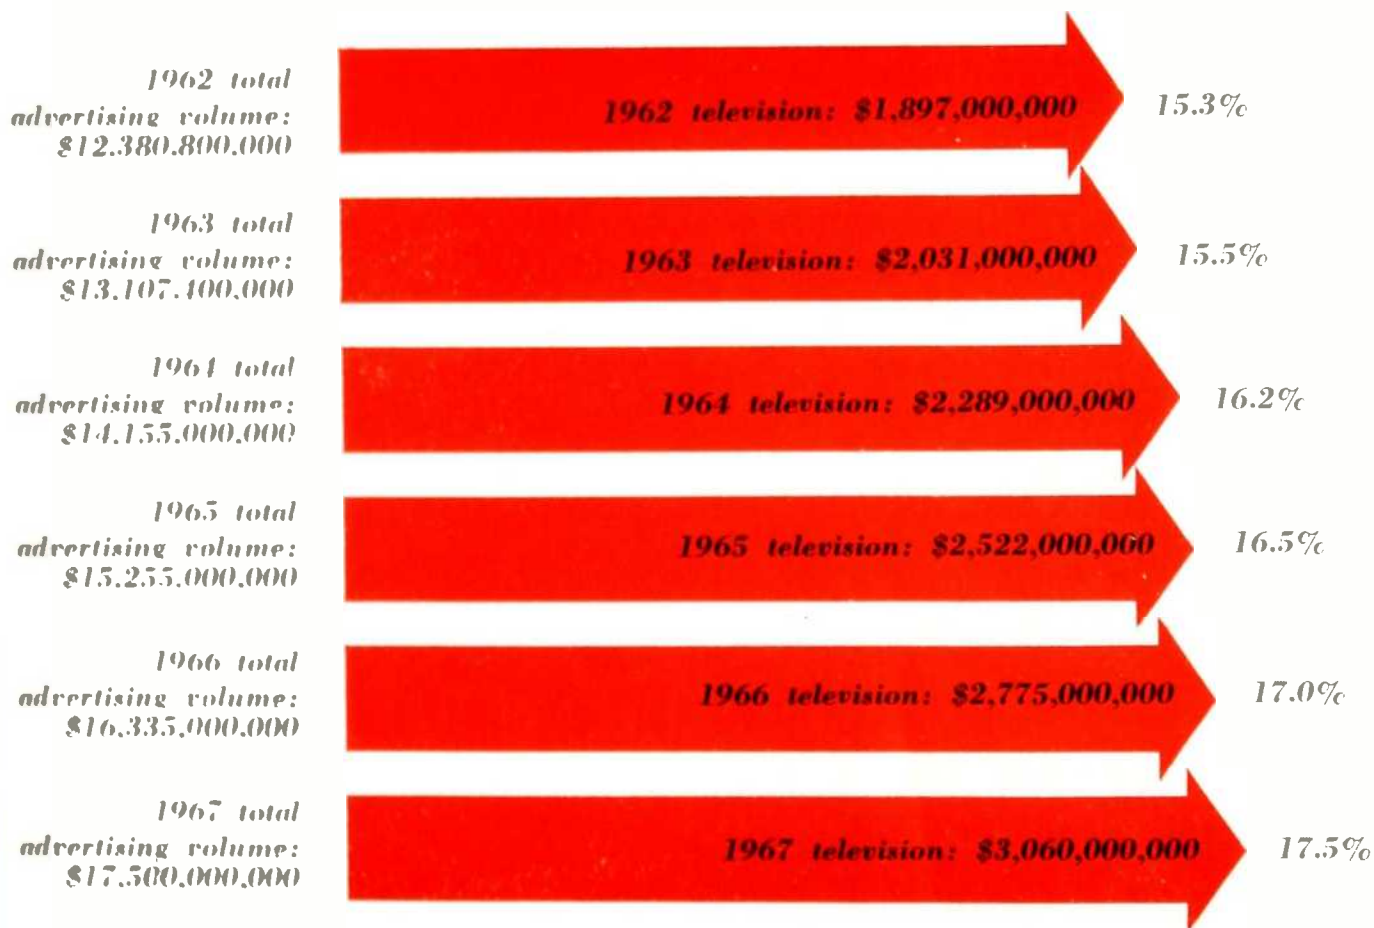 1962 total
advertising volume:
$12,380,800,000
1962 television: $1,897,000,000
15.3%
1963 total
advertising volume:
$13,107,400,000
1963 television: $2,031,000,000
15.5%
1964 total
advertising volume:
$14,155,000,000
1964 television: $2,289,000,000
16.2%
1965 total
advertising volume:
$15,255,000,000
1965 television: $2,522,000,000
16.5%
1966 total
advertising volume:
$16,335,000,000
1966 television: $2,775,000,000
17.0%
1967 total
advertising volume:
$17,500,000,000
1967 television: $3,060,000,000
17.5%